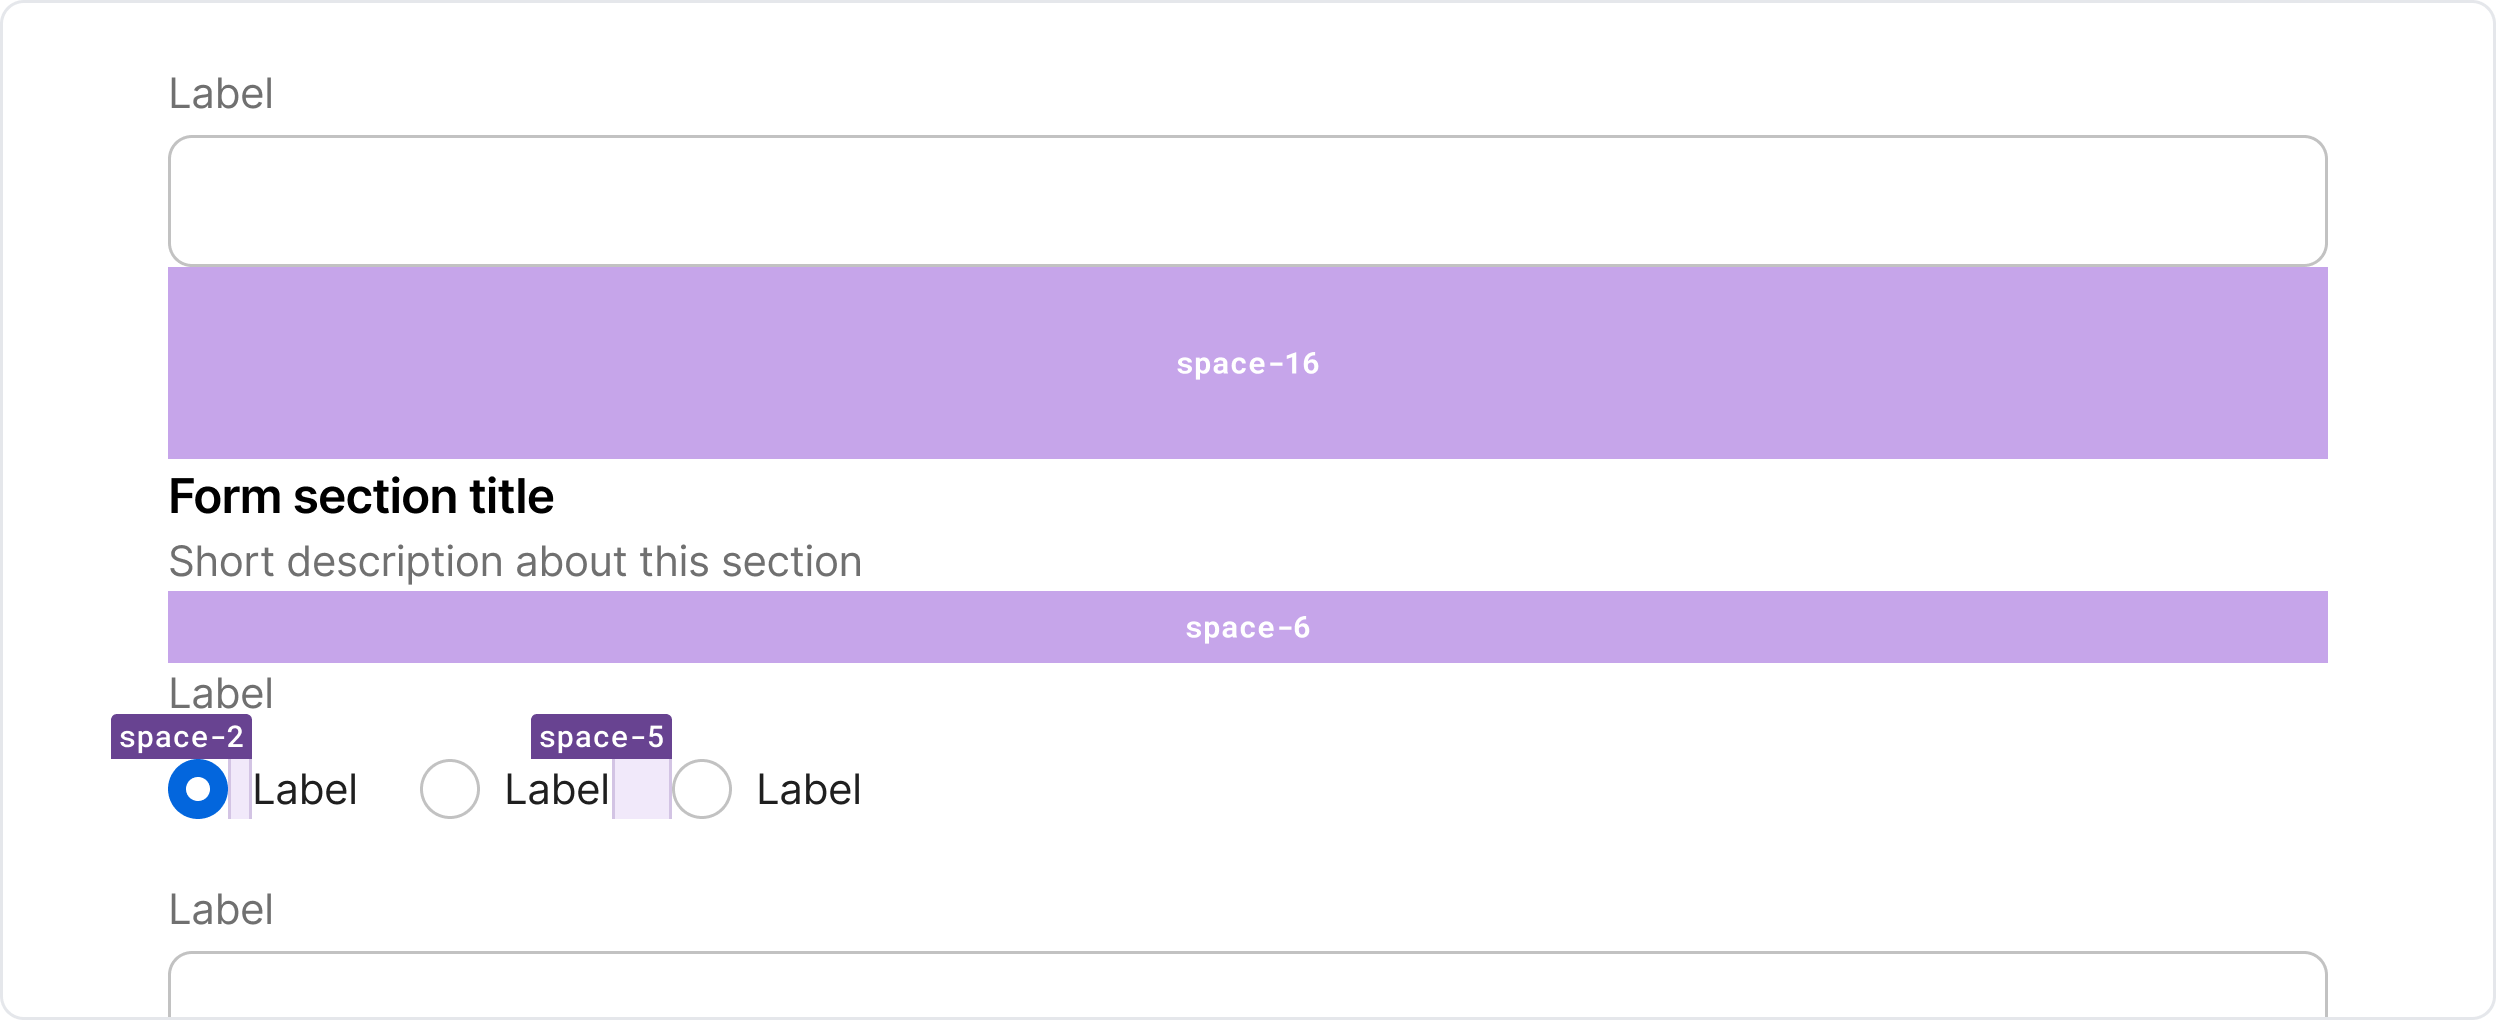 Label
space-16
Form section title
Short description about this section
space-6
Label
space-2 space-5
Label Label Label
Label